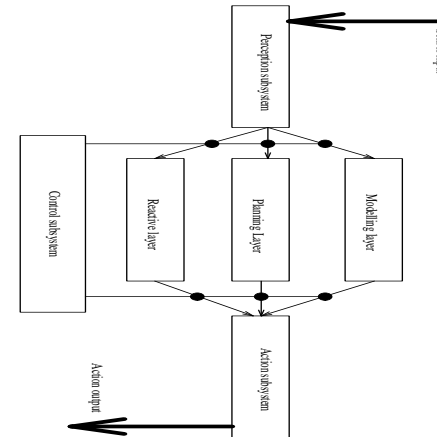 Perception subsystem
Modelling layer
Planning Layer
Reactive layer
Control subsystem
Action subsystem
Action output